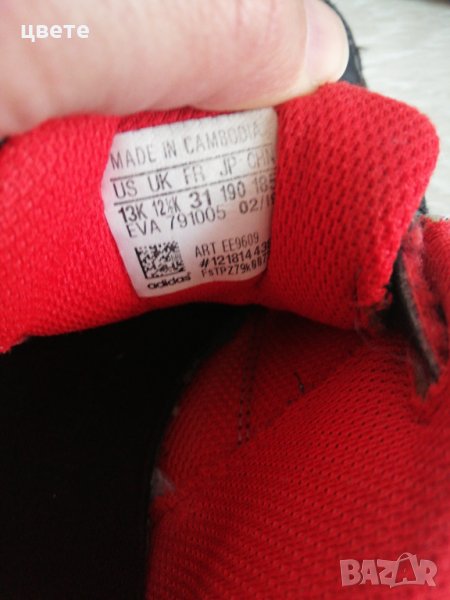 цвете
MADE IN CAMBODIA
US UK FR JP CHN
13K 12½K 31 190 185
EVA 791005 02/
ART EE9609
adidas
BAZAR